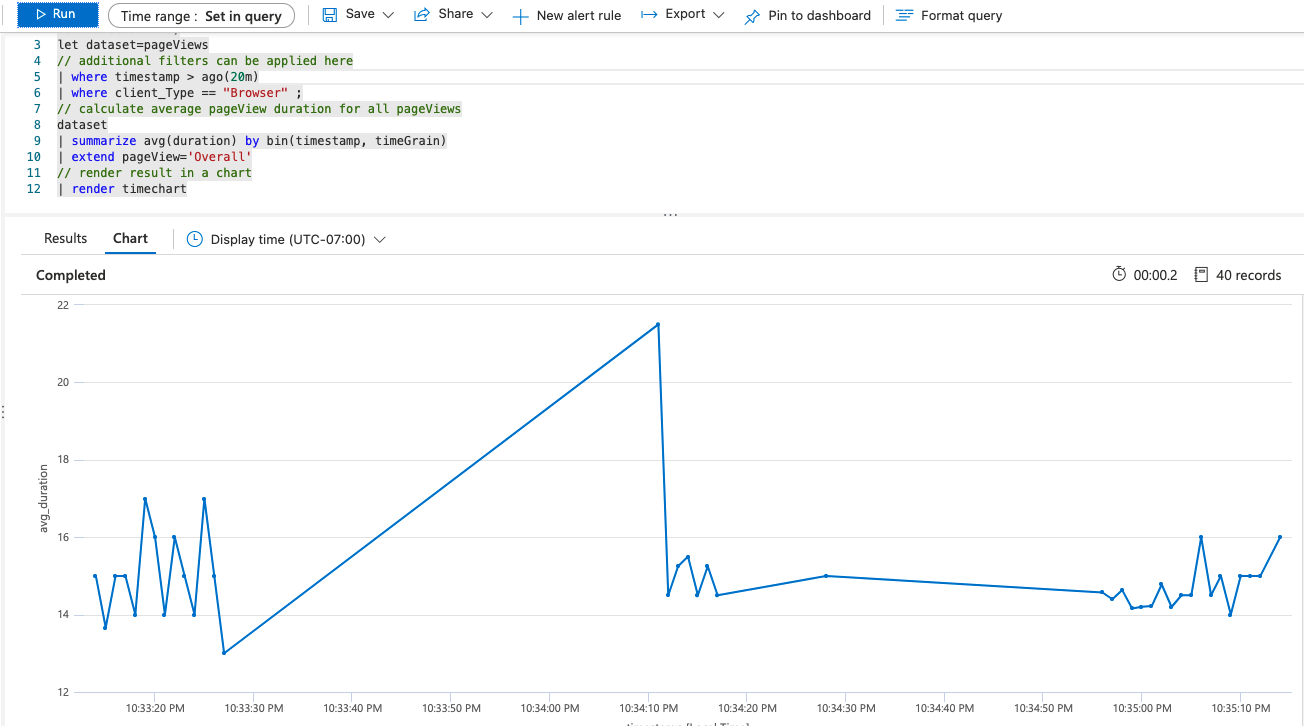 Run
Time range : Set in query
Save
Share
New alert rule
Export
Pin to dashboard
Format query
3 let dataset=pageViews
4 // additional filters can be applied here
5 | where timestamp > ago(20m)
6 | where client_Type == "Browser" ;
7 // calculate average pageView duration for all pageViews
8 dataset
9 | summarize avg(duration) by bin(timestamp, timeGrain)
10 | extend pageView='Overall'
11 // render result in a chart
12 | render timechart
...
Results
Chart
Display time (UTC-07:00)
Completed
00:00.2
40 records
22
20
18
16
14
12
avg_duration
10:33:20 PM
10:33:30 PM
10:33:40 PM
10:33:50 PM
10:34:00 PM
10:34:10 PM
10:34:20 PM
10:34:30 PM
10:34:40 PM
10:34:50 PM
10:35:00 PM
10:35:10 PM